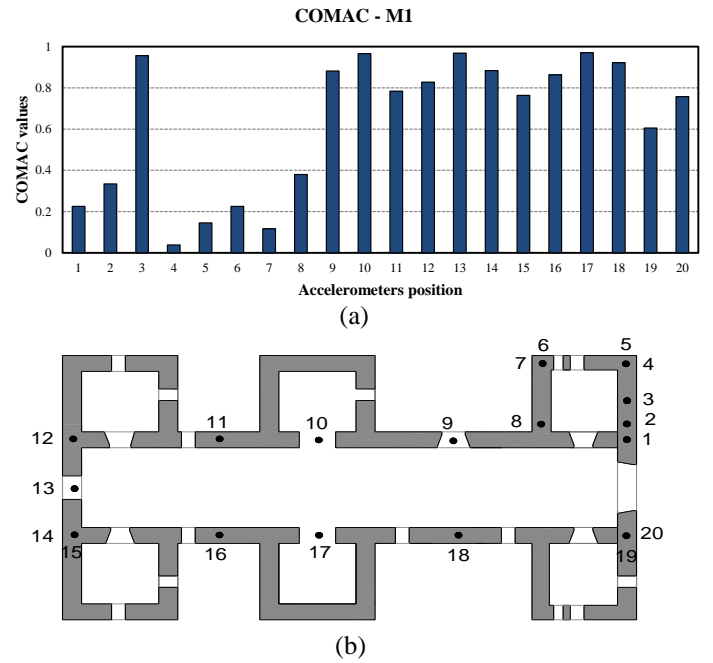 COMAC - M1
1
0.8
0.6
0.4
0.2
0
COMAC values
1 2 3 4 5 6 7 8 9 10 11 12 13 14 15 16 17 18 19 20
Accelerometers position
(a)
6 5
7 4
3
11 10 9 8 2
12 1
13
14 16 17 18 20
15 19
(b)